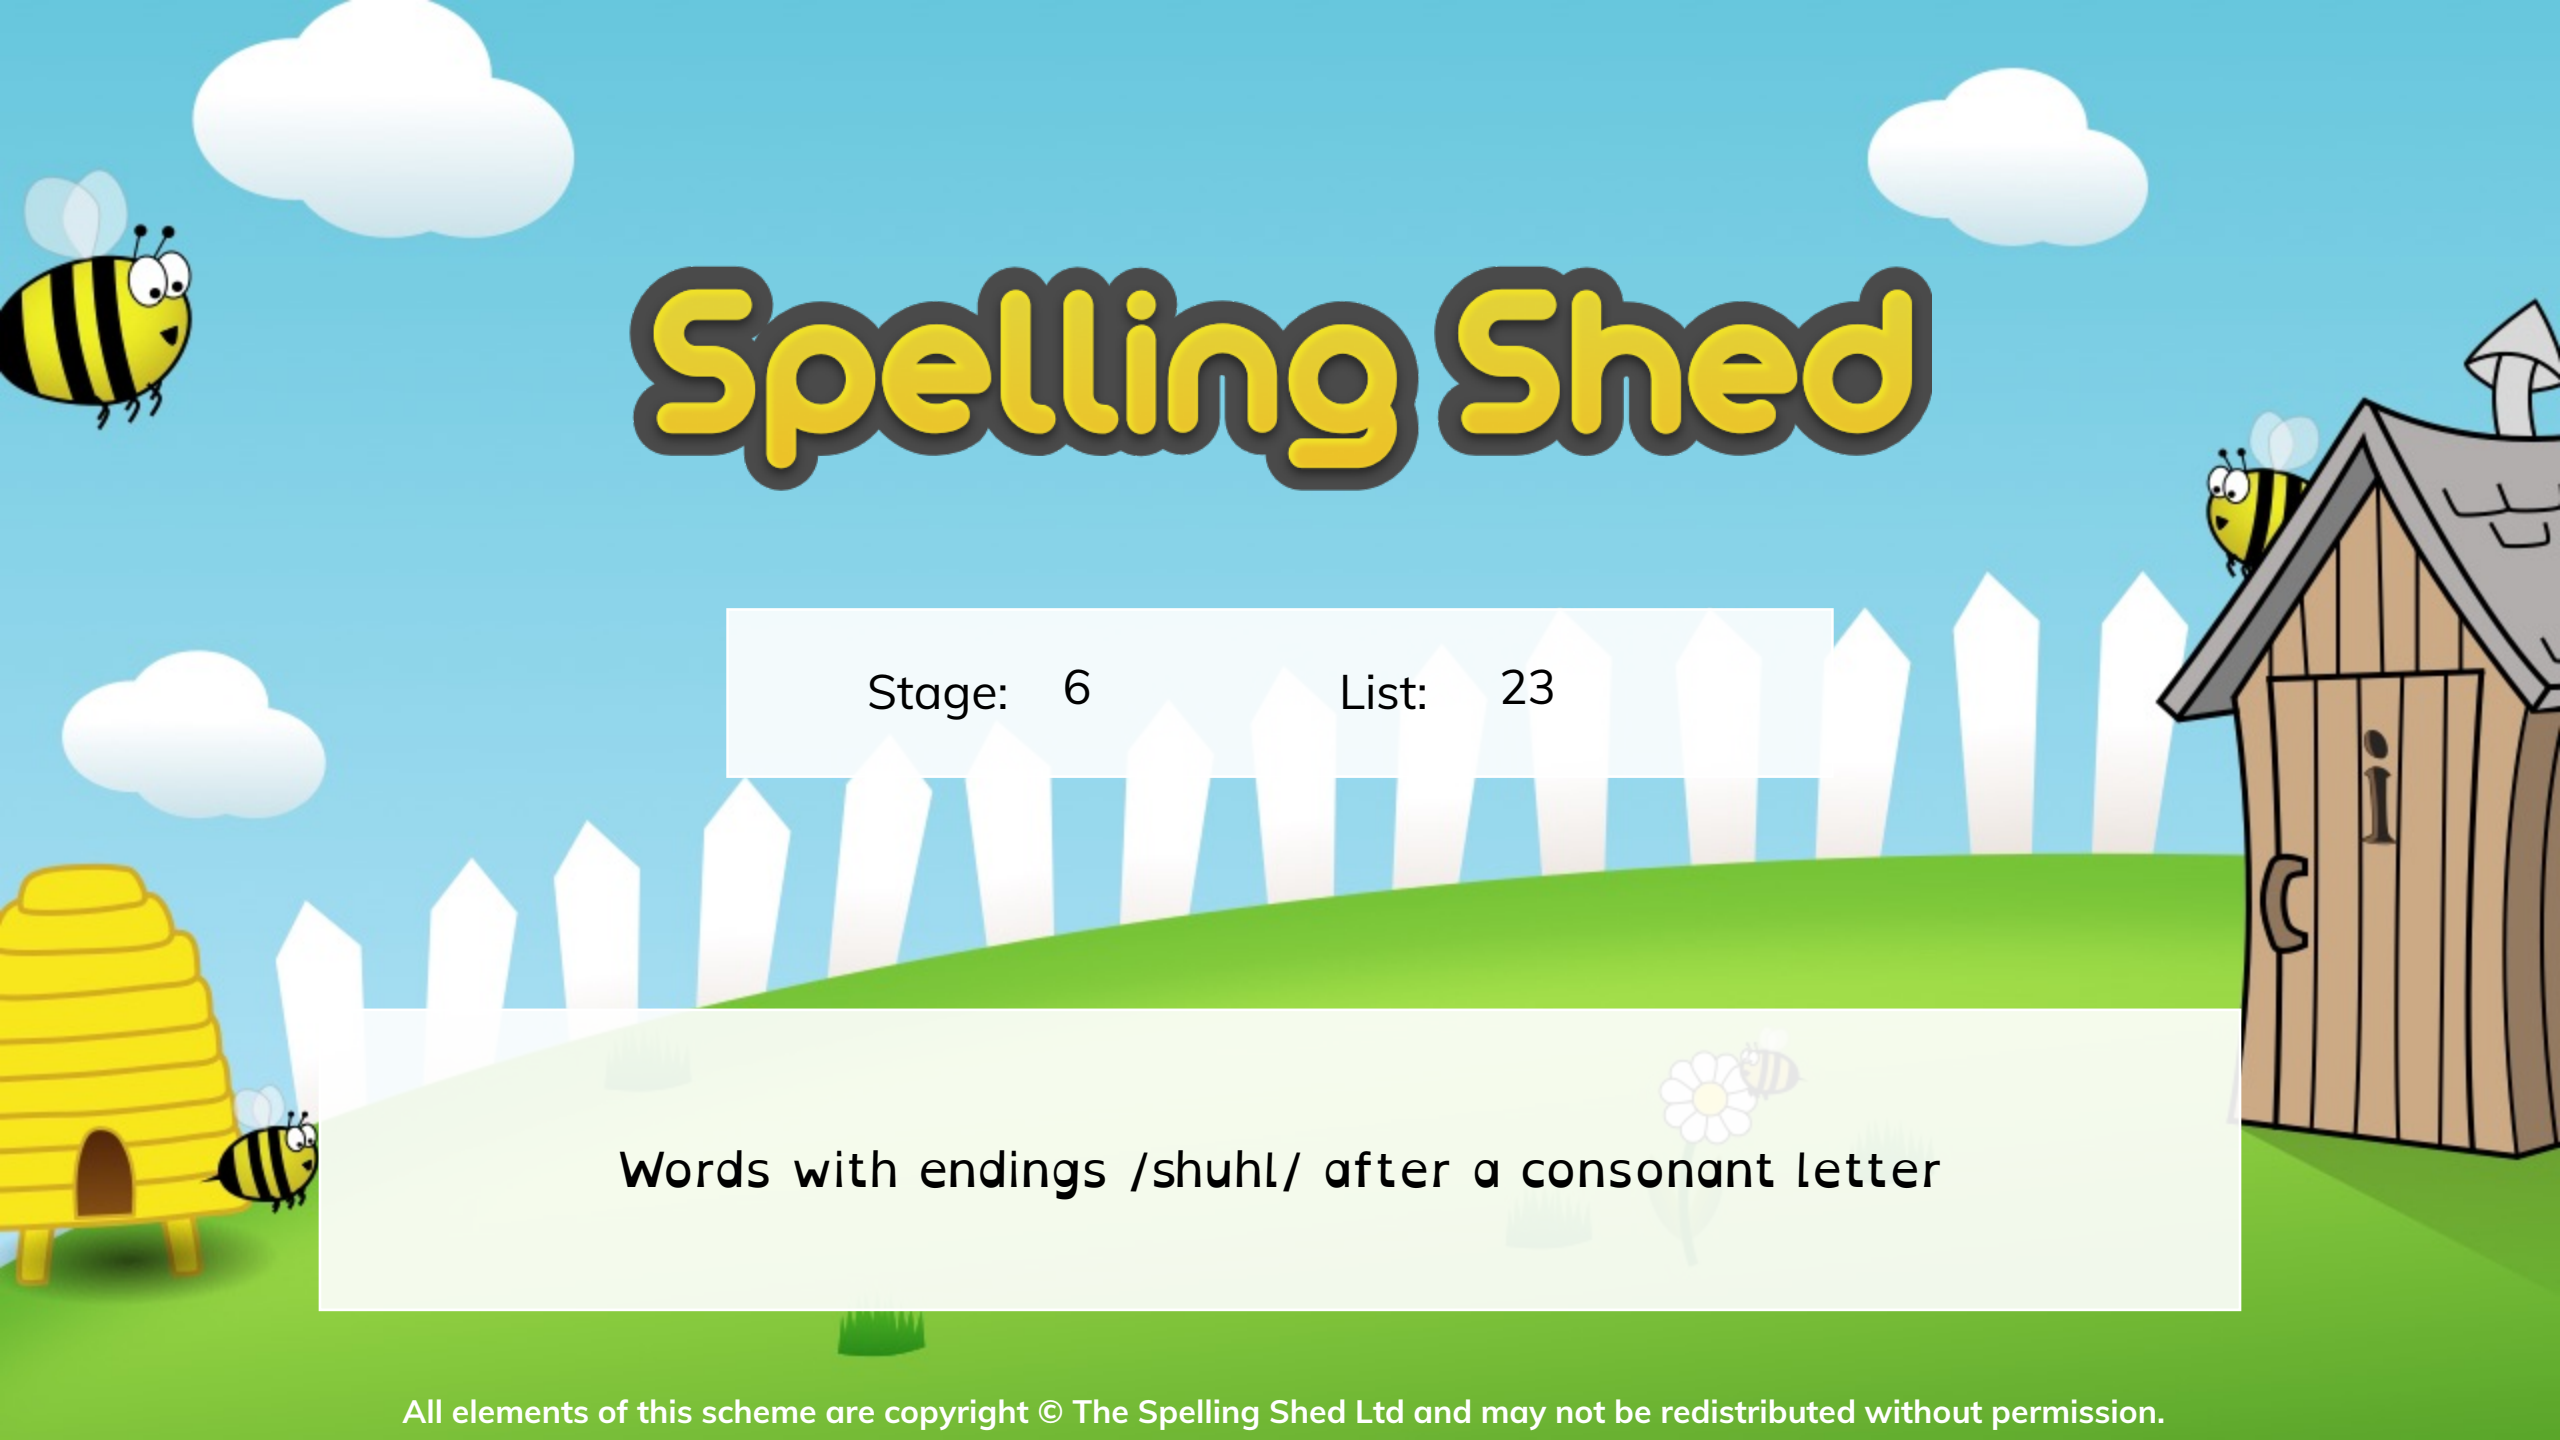 Spelling Shed
Stage: 6 List: 23
Words with endings /shuhl/ after a consonant letter
i
All elements of this scheme are copyright © The Spelling Shed Ltd and may not be redistributed without permission.